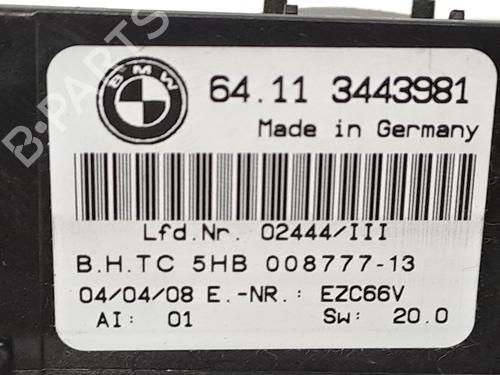 B-PARTS
BMW
64.11 3443981
Made in Germany
Lfd.Nr. 02444/III
B.H.TC 5HB 008777-13
04/04/08 E.-NR.: EZC66V
AI: 01 SW: 20.0